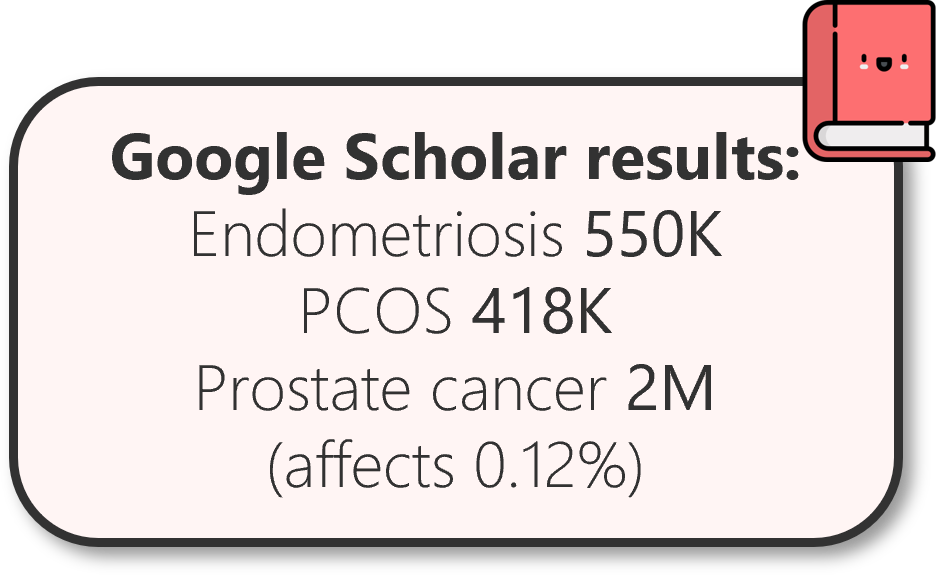 Google Scholar results:
Endometriosis 550K
PCOS 418K
Prostate cancer 2M
(affects 0.12%)